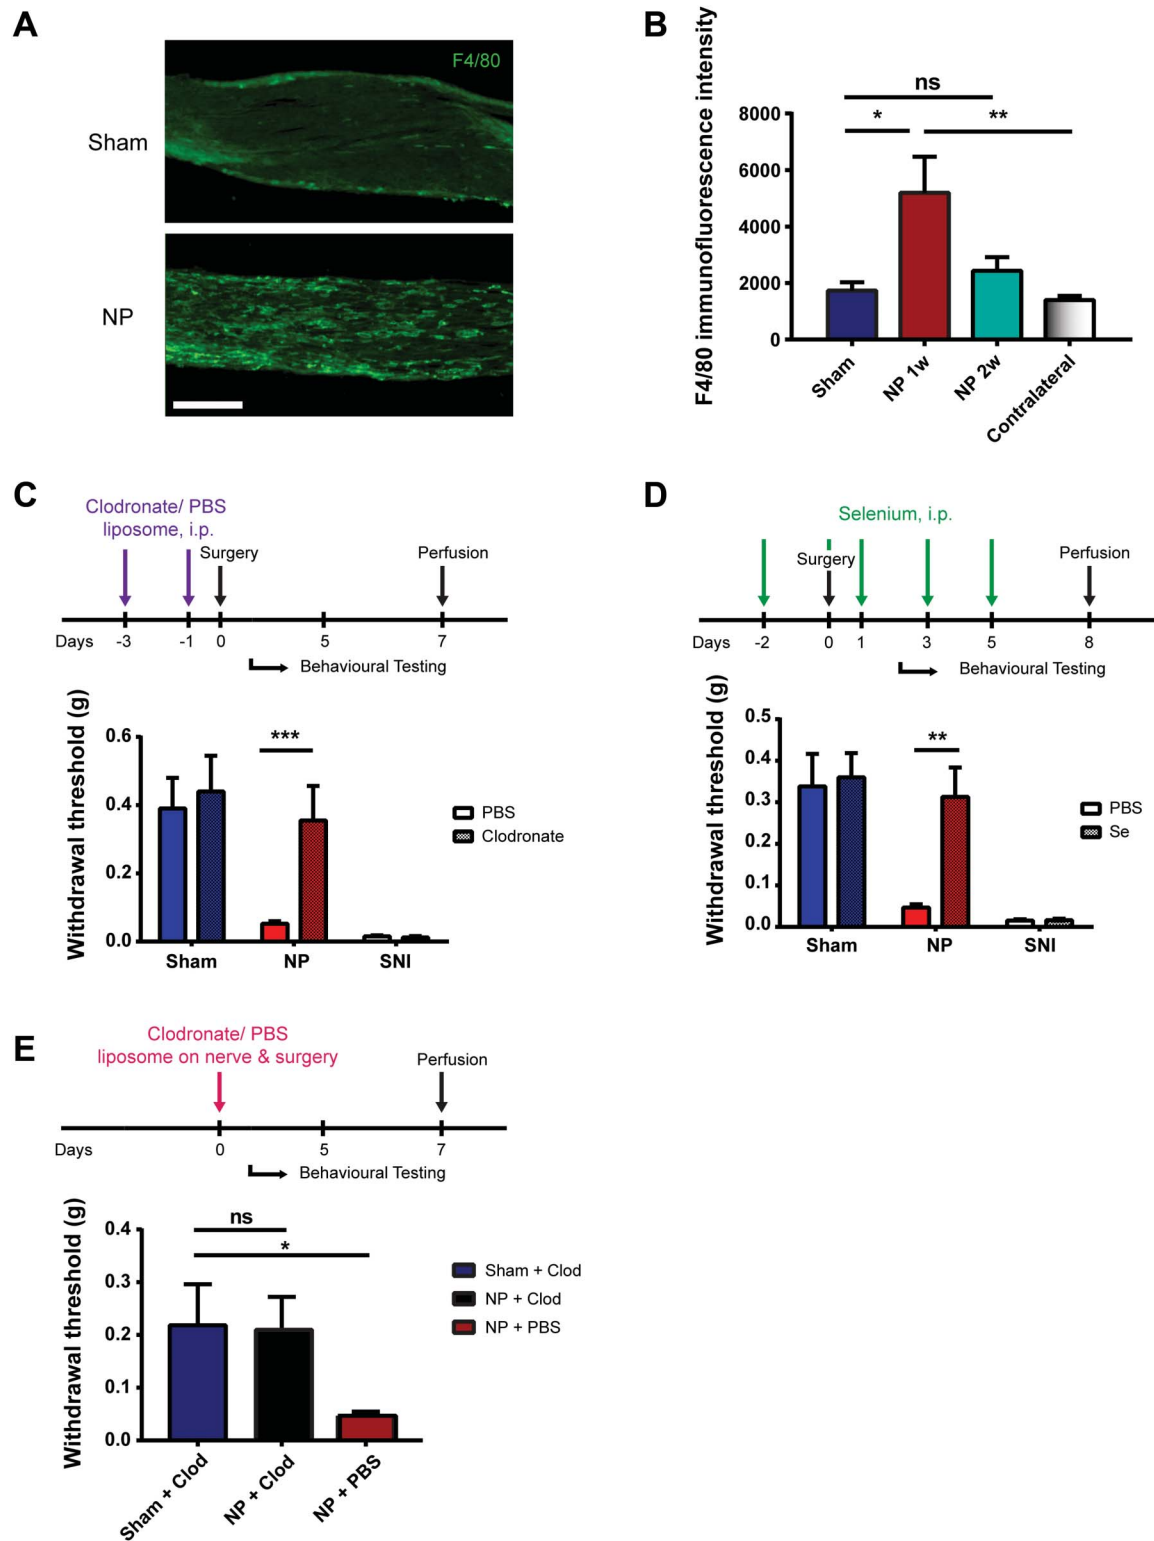 A
F4/80
Sham
NP
B
F4/80 immunofluorescence intensity
ns
*
**
8000
6000
4000
2000
0
Sham
NP 1w
NP 2w
Contralateral
C
Clodronate/ PBS
liposome, i.p.
Surgery
Perfusion
Days
-3
-1
0
5
7
Behavioural Testing
Withdrawal threshold (g)
0.6
0.4
0.2
0.0
***
PBS
Clodronate
Sham
NP
SNI
D
Selenium, i.p.
Surgery
Perfusion
Days
-2
0
1
3
5
8
Behavioural Testing
Withdrawal threshold (g)
0.5
0.4
0.3
0.2
0.1
0.0
**
PBS
Se
Sham
NP
SNI
E
Clodronate/ PBS
liposome on nerve & surgery
Perfusion
Days
0
5
7
Behavioural Testing
Withdrawal threshold (g)
0.4
0.3
0.2
0.1
0.0
ns
*
Sham + Clod
NP + Clod
NP + PBS
Sham + Clod
NP + Clod
NP + PBS